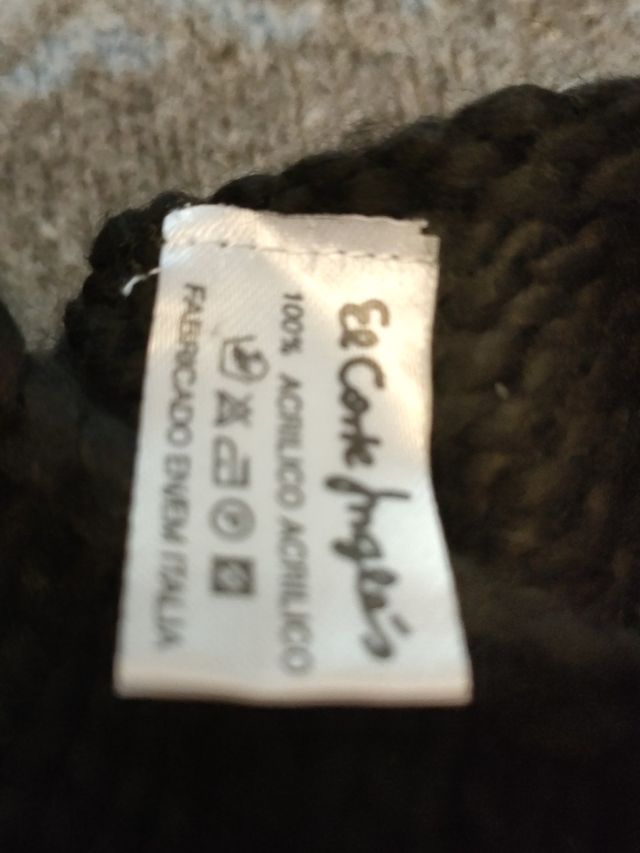 El Corte Inglés
100% ACRILICO ACRILICO
FABRICADO EN/EM ITALIA